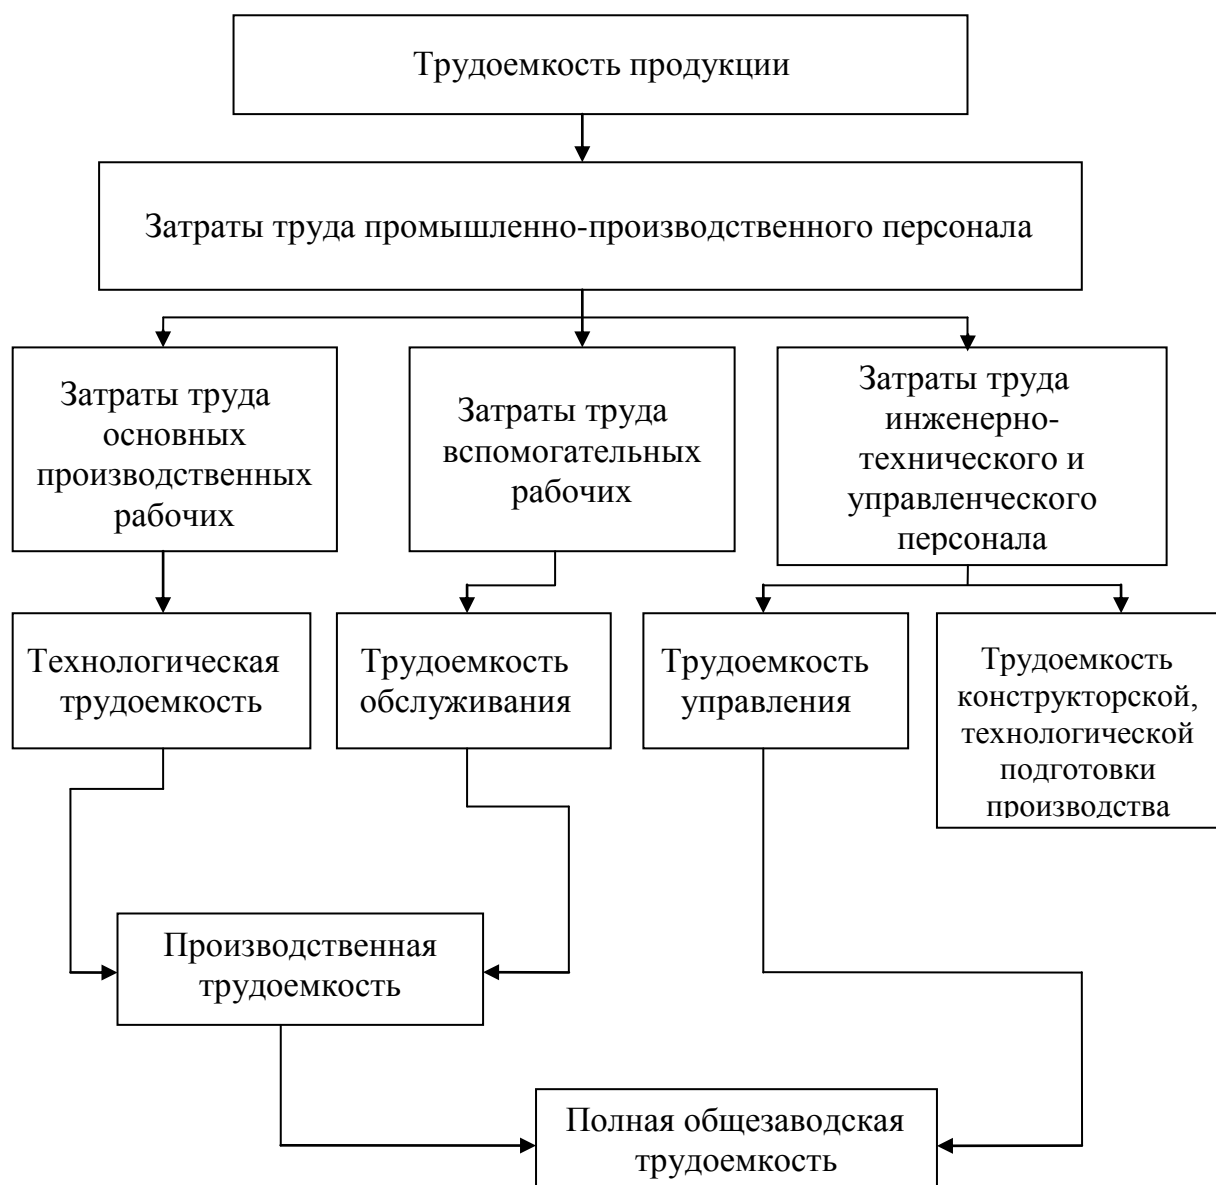 Трудоемкость продукции
Затраты труда промышленно-производственного персонала
Затраты труда
основных
производственных
рабочих
Затраты труда
вспомогательных
рабочих
Затраты труда
инженерно-
технического и
управленческого
персонала
Технологическая
трудоемкость
Трудоемкость
обслуживания
Трудоемкость
управления
Трудоемкость
конструкторской,
технологической
подготовки
производства
Производственная
трудоемкость
Полная общезаводская
трудоемкость